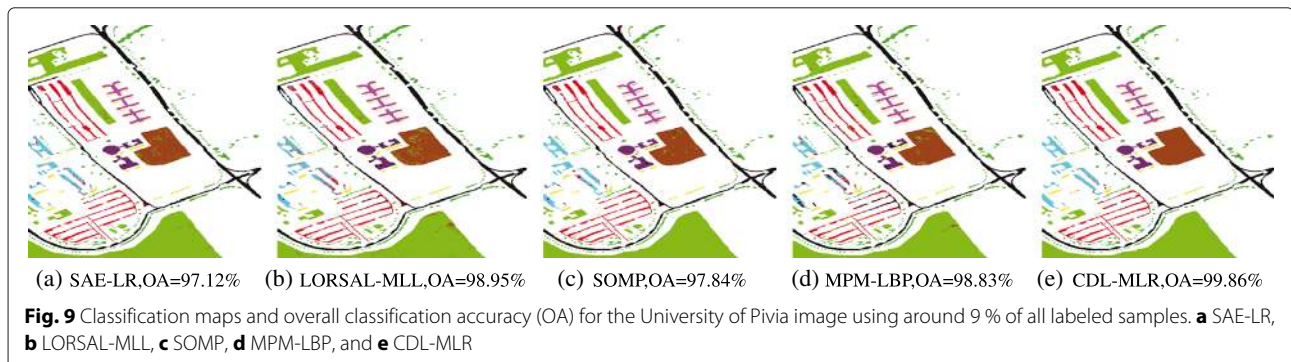 (a) SAE-LR,OA=97.12% (b) LORSAL-MLL,OA=98.95% (c) SOMP,OA=97.84% (d) MPM-LBP,OA=98.83% (e) CDL-MLR,OA=99.86%
Fig. 9 Classification maps and overall classification accuracy (OA) for the University of Pivia image using around 9 % of all labeled samples. a SAE-LR,
b LORSAL-MLL, c SOMP, d MPM-LBP, and e CDL-MLR